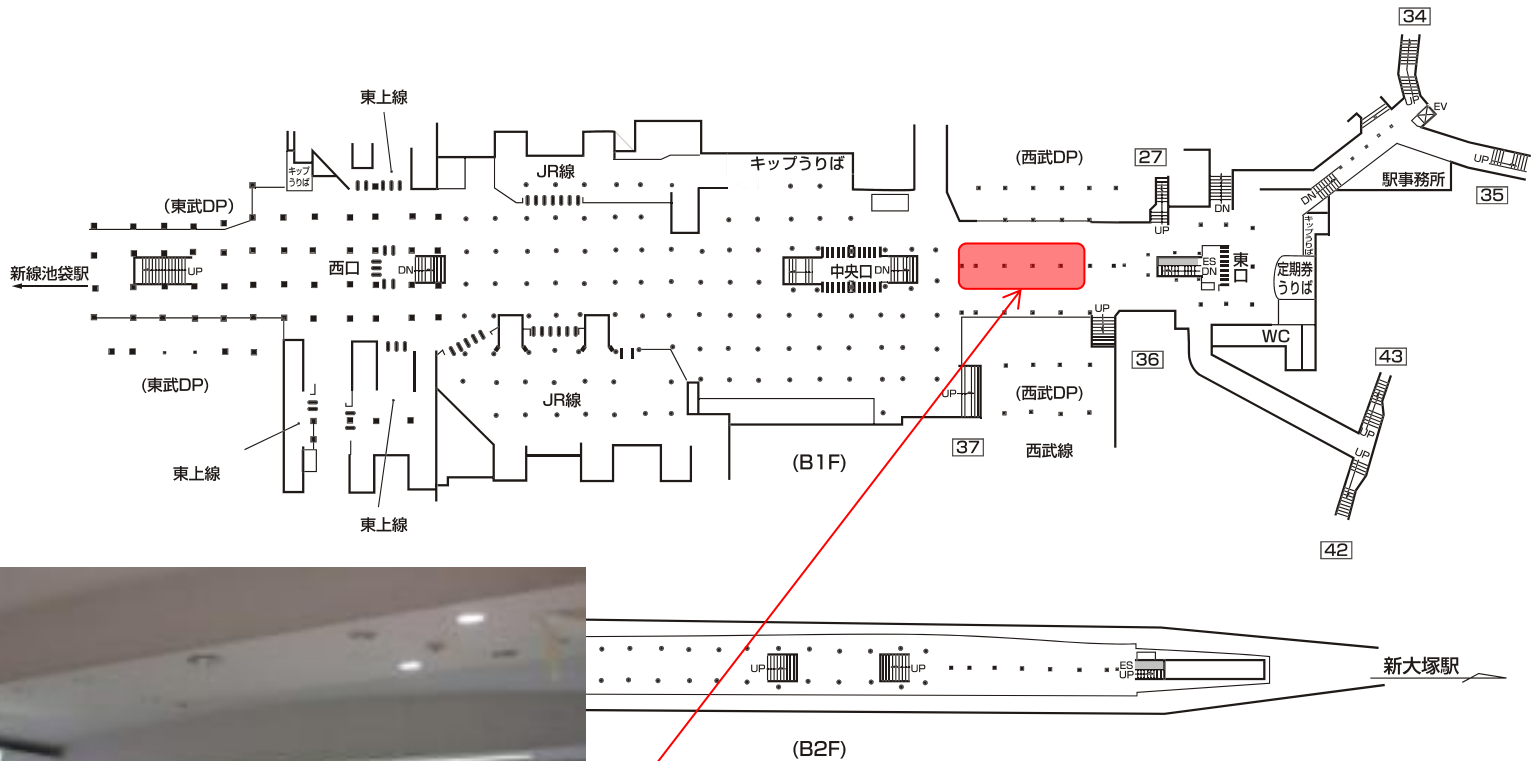 34
東上線
EV
UP
キップうりば
(西武DP)
27
JR線
UP
キップ
うりば
駅事務所
35
(東武DP)
DN
DN
UP
キップうりば
新線池袋駅
UP
西口
DN
中央口
DN
ES
DN
東口
定期券
うりば
UP
WC
36
43
(東武DP)
UP
(西武DP)
JR線
UP
37
西武線
UP
東上線
(B1F)
東上線
42
UP
UP
ES
UP
新大塚駅
(B2F)